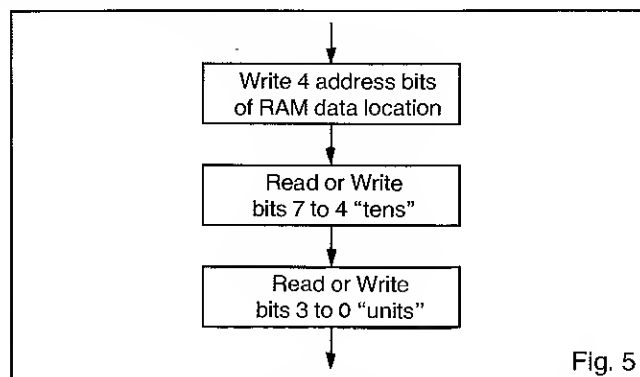 Write 4 address bits
of RAM data location
Read or Write
bits 7 to 4 "tens"
Read or Write
bits 3 to 0 "units"
Fig. 5